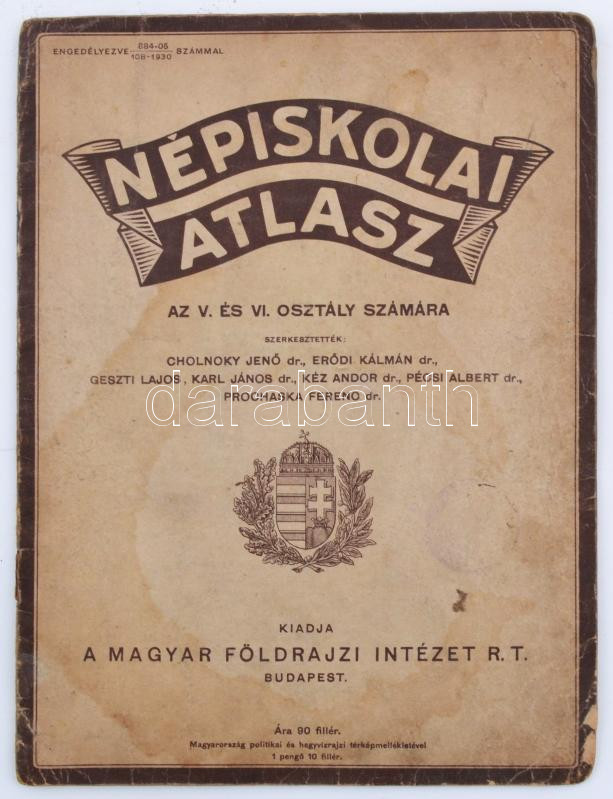 ENGEDÉLYEZVE 884-05 / 108-1930 SZÁMMAL
NÉPISKOLAI
ATLASZ
AZ V. ÉS VI. OSZTÁLY SZÁMÁRA
SZERKESZTETTÉK:
CHOLNOKY JENŐ dr., ERŐDI KÁLMÁN dr.,
GESZTI LAJOS, KARL JÁNOS dr., KÉZ ANDOR dr., PÉCSI ALBERT dr.,
PROCHASKA FERENC dr.
darabanth
KIADJA
A MAGYAR FÖLDRAJZI INTÉZET R. T.
BUDAPEST.
Ára 90 fillér.
Magyarország politikai és hegyvízrajzi térképmellékletével
1 pengő 10 fillér.